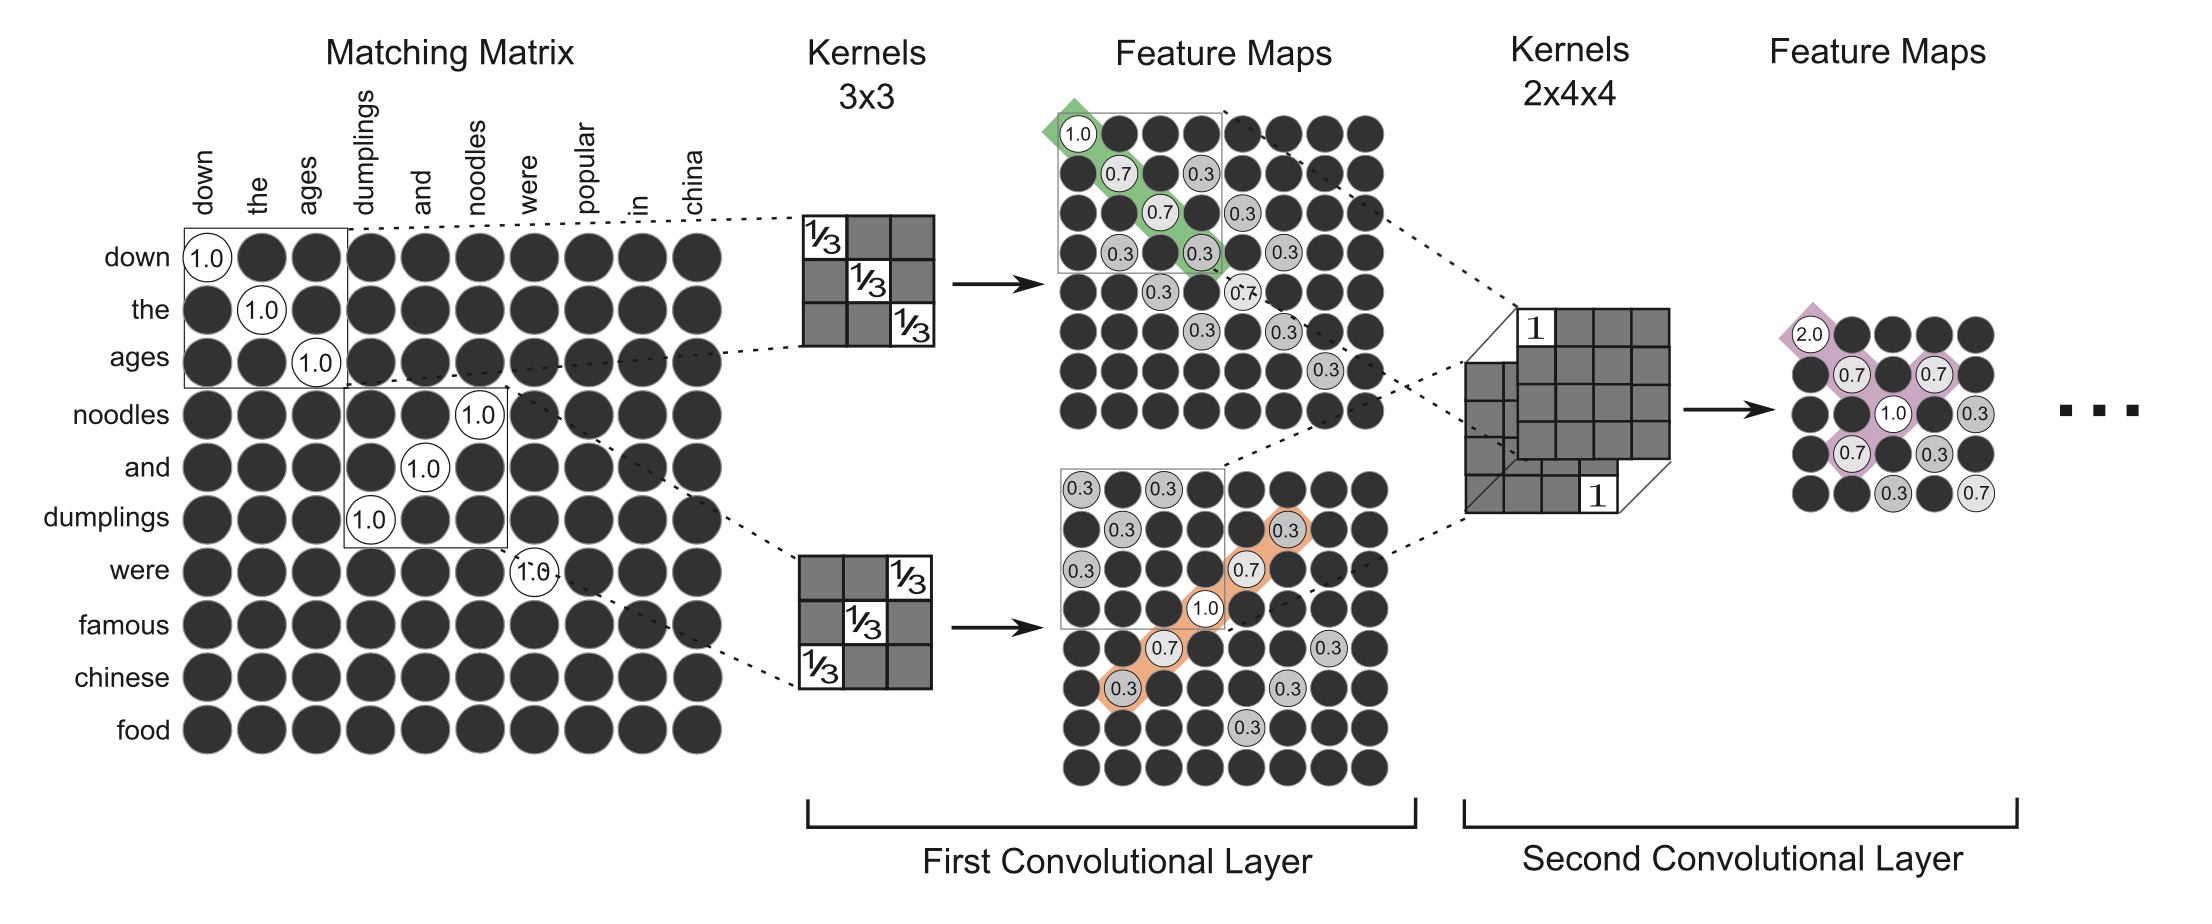 Matching Matrix
Kernels
3x3
Feature Maps
Kernels
2x4x4
Feature Maps
down the ages dumplings and noodles were popular in china
down 1.0
the 1.0
ages 1.0
noodles 1.0
and 1.0
dumplings 1.0
were 1.0
famous
chinese
food
⅓
⅓
⅓
⅓
⅓
⅓
1.0
0.7 0.3
0.7 0.3
0.3 0.3 0.3
0.3 0.7
0.3 0.3
0.3
0.3 0.3
0.3 0.3
0.3 0.7
1.0
0.7 0.3
0.3 0.3
0.3
1
1
2.0
0.7 0.7
1.0 0.3
0.7 0.3
0.3 0.7
...
First Convolutional Layer
Second Convolutional Layer